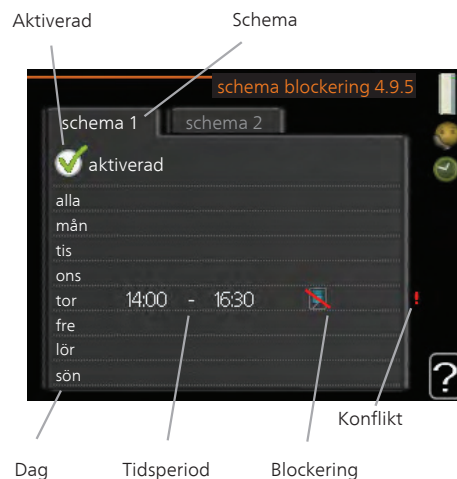 Aktiverad Schema
schema blockering 4.9.5
schema 1 schema 2
aktiverad
alla
mån
tis
ons
tor 14:00 - 16:30 !
fre
lör
sön
?
Konflikt
Dag Tidsperiod Blockering